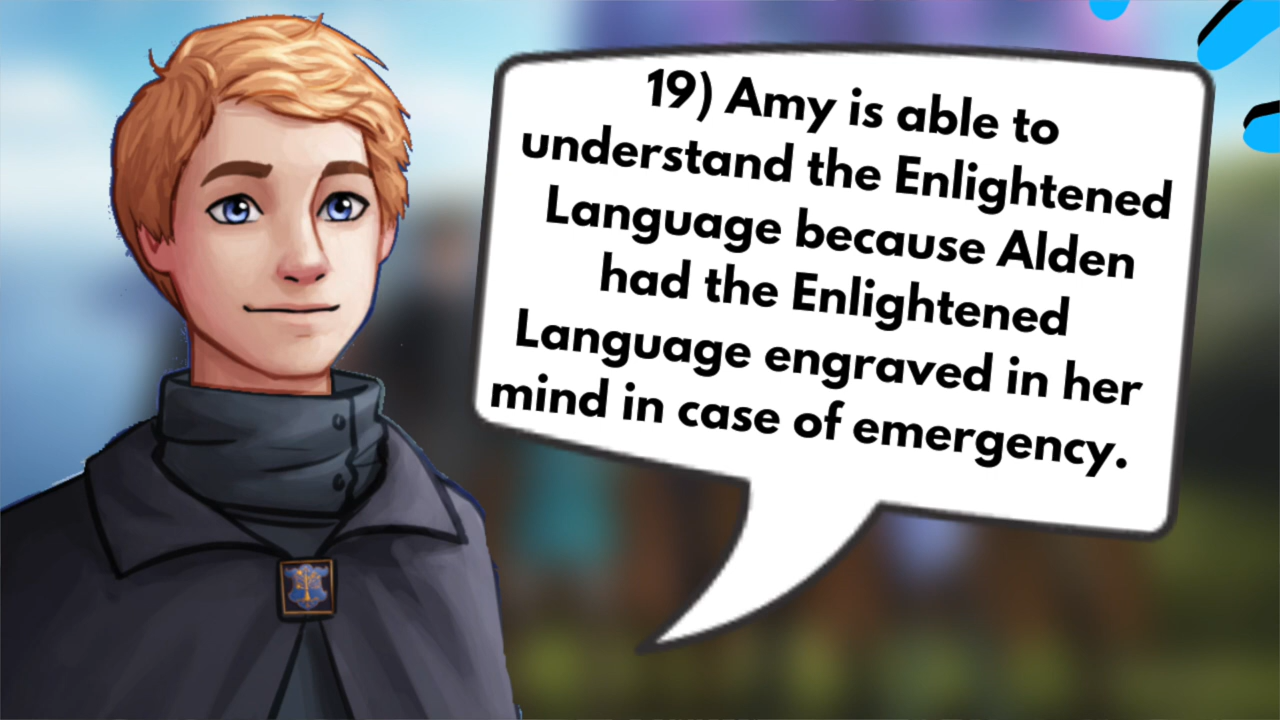 19) Amy is able to
understand the Enlightened
Language because Alden
had the Enlightened
Language engraved in her
mind in case of emergency.